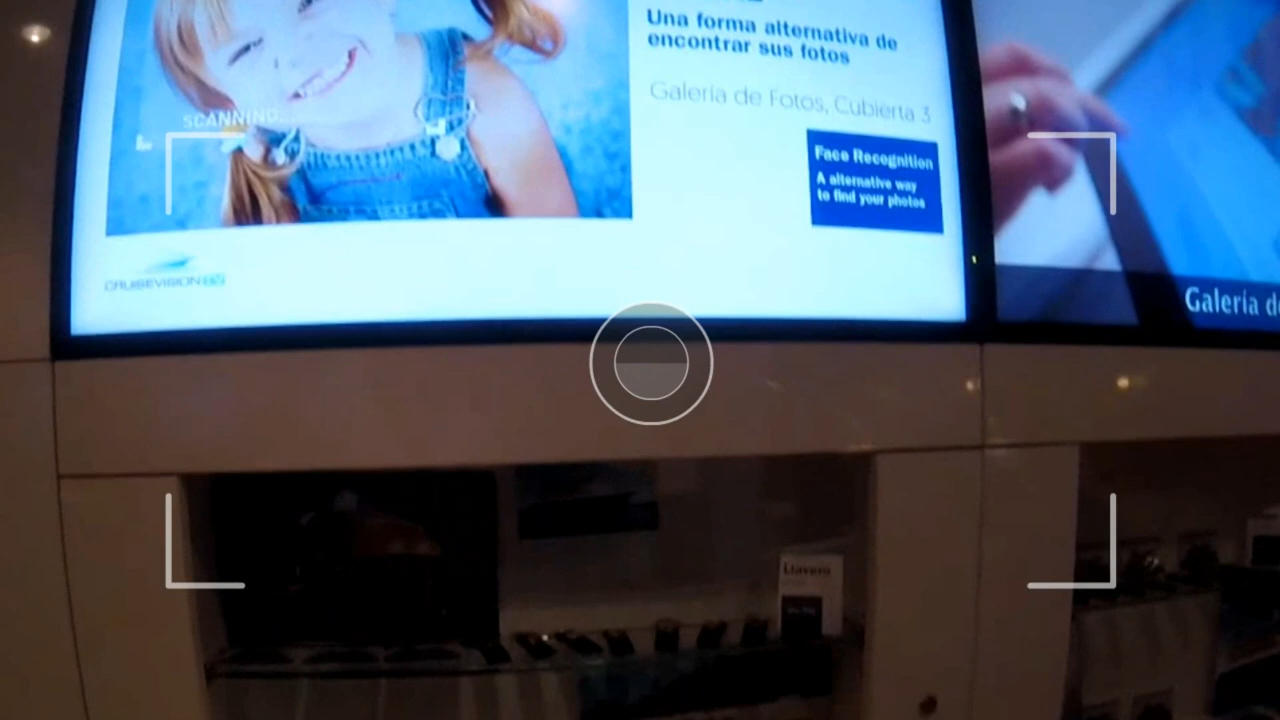 Una forma alternativa de
encontrar sus fotos
Galería de Fotos, Cubierta 3
SCANNING...
Face Recognition
A alternative way
to find your photos
CRUISEVISION TV
Galería d
Llavero